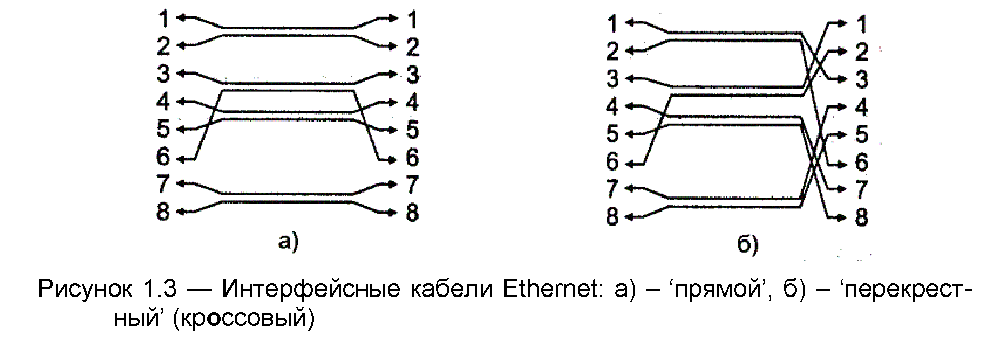 1 1 1 1
2 2 2 2
3 3 3 3
4 4 4 4
5 5 5 5
6 6 6 6
7 7 7 7
8 8 8 8
а) б)
Рисунок 1.3 — Интерфейсные кабели Ethernet: а) – ‘прямой’, б) – ‘перекрест-
ный’ (кроссовый)